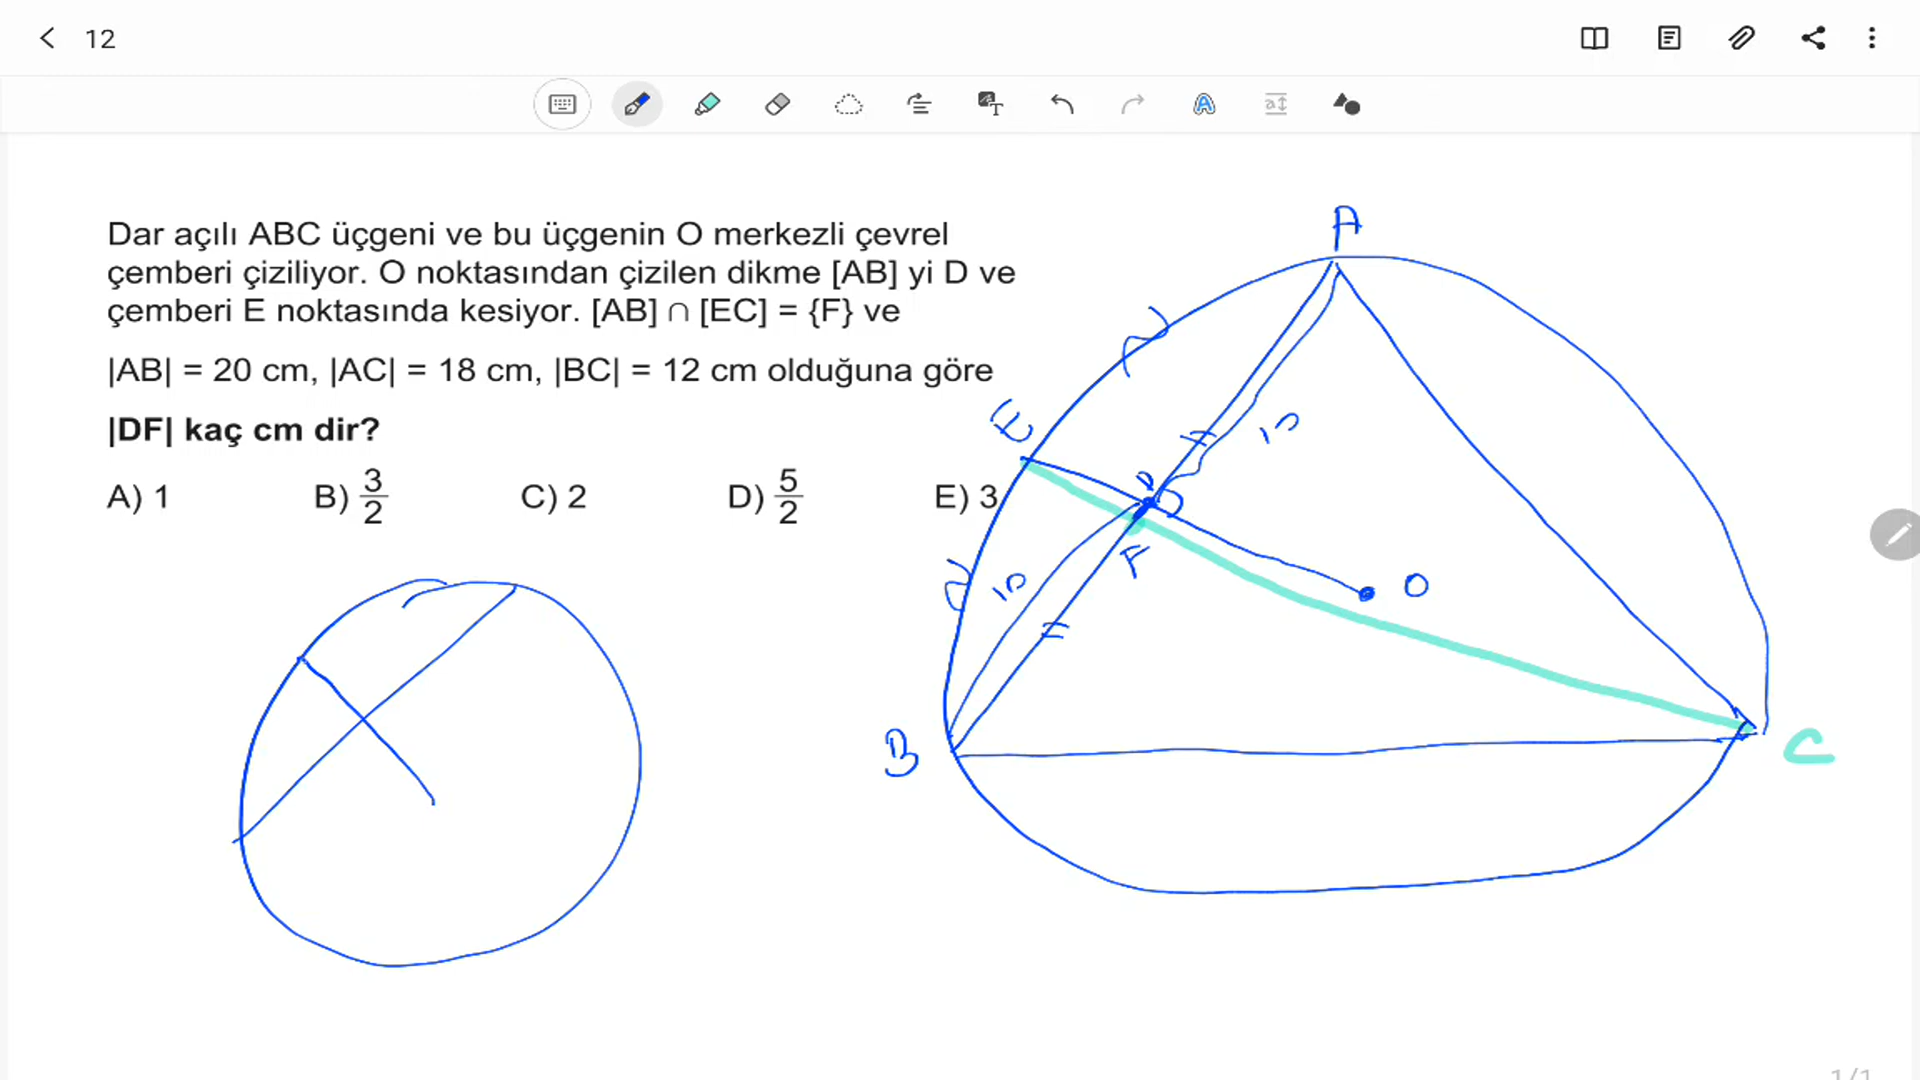 12
Dar açılı ABC üçgeni ve bu üçgenin O merkezli çevrel
çemberi çiziliyor. O noktasından çizilen dikme [AB] yi D ve
çemberi E noktasında kesiyor. [AB] ∩ [EC] = {F} ve
|AB| = 20 cm, |AC| = 18 cm, |BC| = 12 cm olduğuna göre
|DF| kaç cm dir?
A) 1 B) 3/2 C) 2 D) 5/2 E) 3
A
E
10
D
F
O
10
B
C
1/1